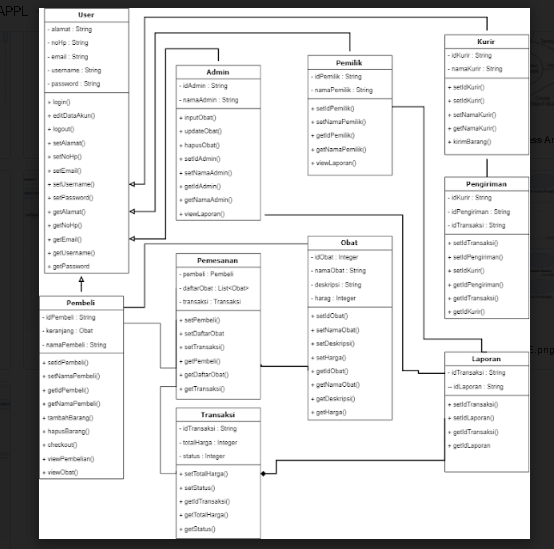 APPL
User
- alamat : String
- noHp : String
- email : String
- username : String
- password : String
+ login()
+ editDataAkun()
+ logout()
+ setAlamat()
+ setNoHp()
+ setEmail()
+ setUsername()
+ setPassword()
+ getAlamat()
+ getNoHp()
+ getEmail()
+ getUsername()
+ getPassword
Admin
- idAdmin : String
- namaAdmin : String
+ inputObat()
+ updateObat()
+ hapusObat()
+ setIdAdmin()
+ setNamaAdmin()
+ getIdAdmin()
+ getNamaAdmin()
+ viewLaporan()
Pemilik
- idPemilik : String
- namaPemilik : String
+ setIdPemilik()
+ setNamaPemilik()
+ getIdPemilik()
+ getNamaPemilik()
+ viewLaporan()
Kurir
- idKurir : String
- namaKurir : String
+ setIdKurir()
+ setIdKurir()
+ setNamaKurir()
+ getNamaKurir()
+ kirimBarang()
Pengiriman
- idKurir : String
- idPengiriman : String
- idTransaksi : String
+ setIdTransaksi()
+ setIdPengiriman()
+ setIdKurir()
+ getIdPengiriman()
+ getIdTransaksi()
+ getIdKurir()
Pembeli
- idPembeli : String
- keranjang : Obat
- namaPembeli : String
+ setIdPembeli()
+ setNamaPembeli()
+ getIdPembeli()
+ getNamaPembeli()
+ tambahBarang()
+ hapusBarang()
+ checkout()
+ viewPembelian()
+ viewObat()
Pemesanan
- pembeli : Pembeli
- daftarObat : List<Obat>
- transaksi : Transaksi
+ setPembeli()
+ setDaftarObat
+ setTransaksi()
+ getPembeli()
+ getDaftarObat()
+ getTransaksi()
Obat
- idObat : Integer
- namaObat : String
- deskripsi : String
- harag : Integer
+ setIdObat()
+ setNamaObat()
+ setDeskripsi()
+ setHarga()
+ getIdObat()
+ getNamaObat()
+ getDeskripsi()
+ getHarga()
Transaksi
- idTransaksi : String
- totalHarga : Integer
- status : Integer
+ setTotalHarga()
+ setStatus()
+ getIdTransaksi()
+ getTotalHarga()
+ getStatus()
Laporan
- idTransaksi : String
-- idLaporan : String
+ setIdTransaksi()
+ setIdLaporan()
+ getIdTransaksi()
+ getIdLaporan